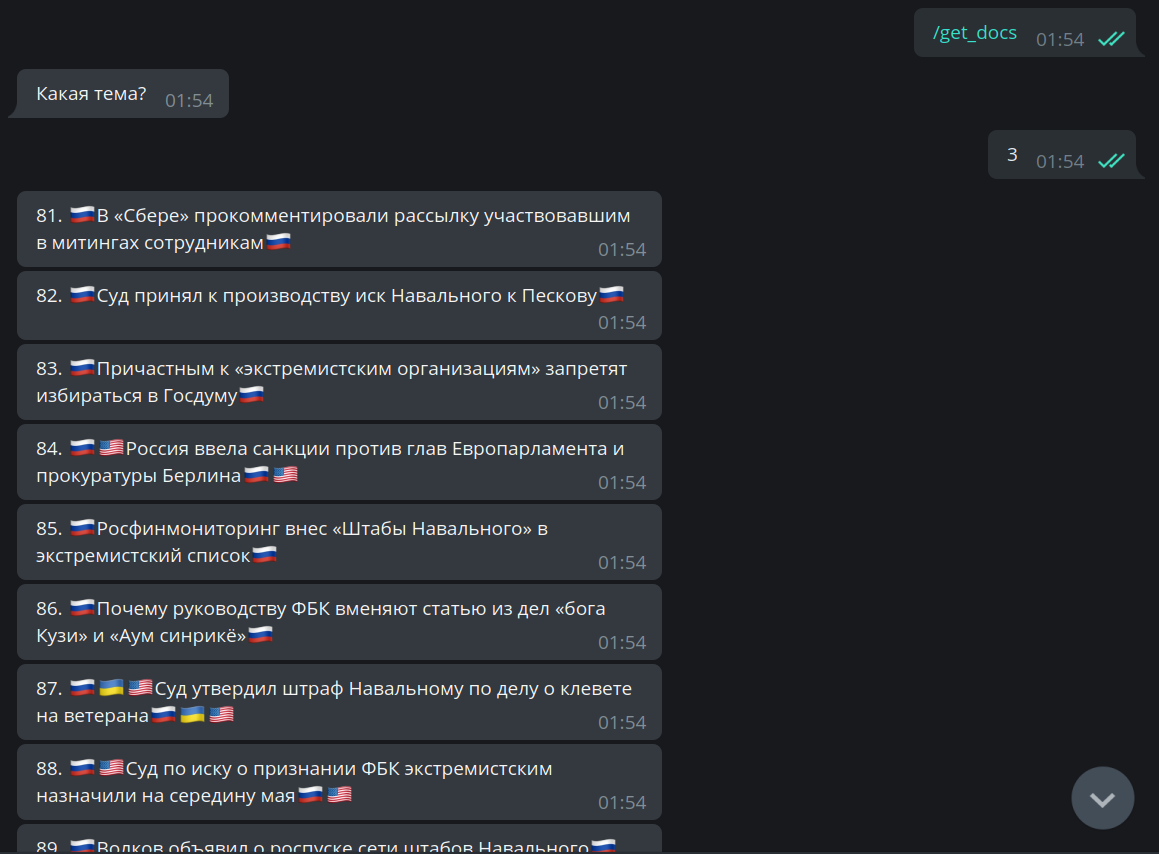 /get_docs 01:54
Какая тема? 01:54
3 01:54
81. 🇷🇺В «Сбере» прокомментировали рассылку участвовавшим
в митингах сотрудникам🇷🇺 01:54
82. 🇷🇺Суд принял к производству иск Навального к Пескову🇷🇺
01:54
83. 🇷🇺Причастным к «экстремистским организациям» запретят
избираться в Госдуму🇷🇺 01:54
84. 🇷🇺🇺🇸Россия ввела санкции против глав Европарламента и
прокуратуры Берлина🇷🇺🇺🇸 01:54
85. 🇷🇺Росфинмониторинг внес «Штабы Навального» в
экстремистский список🇷🇺 01:54
86. 🇷🇺Почему руководству ФБК вменяют статью из дел «бога
Кузи» и «Аум синрикё»🇷🇺 01:54
87. 🇷🇺🇺🇦🇺🇸Суд утвердил штраф Навальному по делу о клевете
на ветерана🇷🇺🇺🇦🇺🇸 01:54
88. 🇷🇺🇺🇸Суд по иску о признании ФБК экстремистским
назначили на середину мая🇷🇺🇺🇸 01:54
89. 🇷🇺Волков объявил о роспуске сети штабов Навального🇷🇺